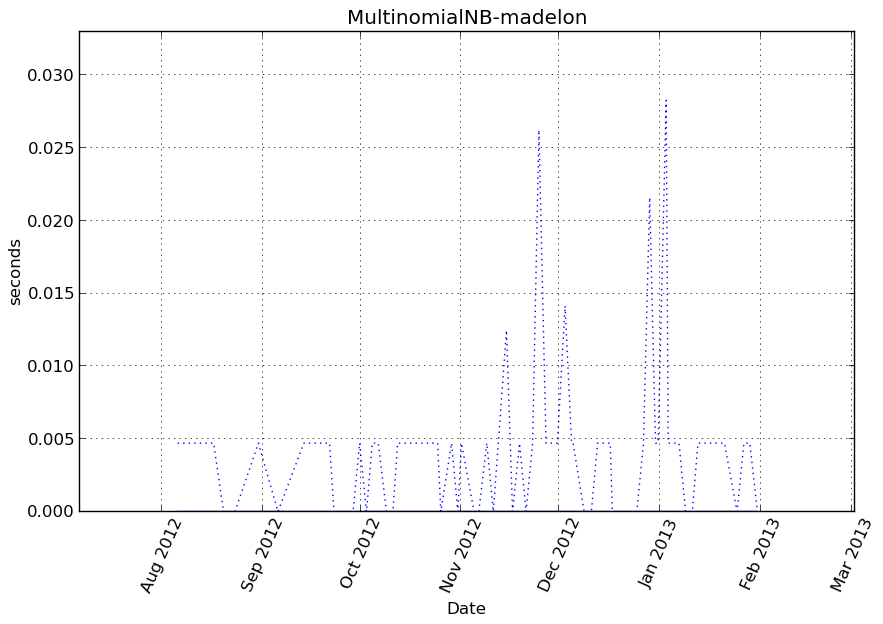 MultinomialNB-madelon
0.030
0.025
0.020
0.015
0.010
0.005
0.000
seconds
Aug 2012
Sep 2012
Oct 2012
Nov 2012
Dec 2012
Jan 2013
Feb 2013
Mar 2013
Date